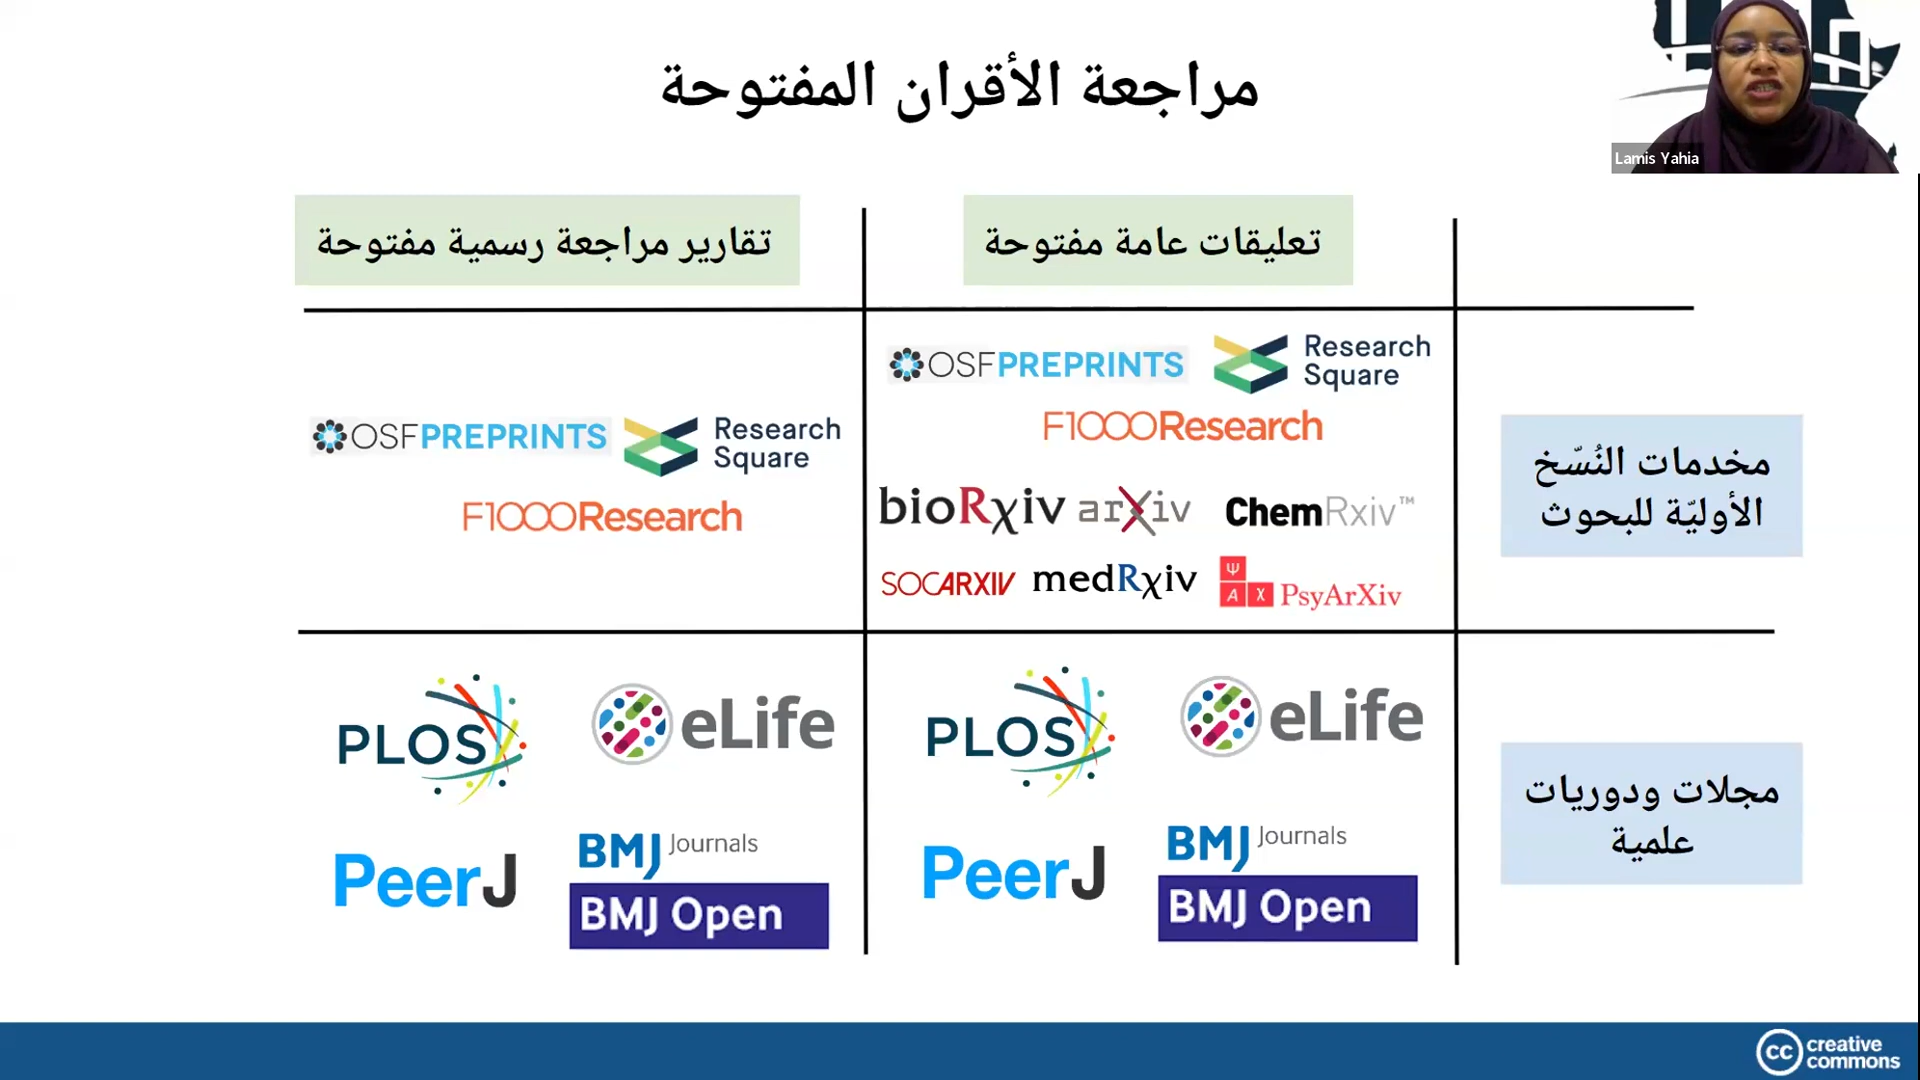 مراجعة الأقران المفتوحة
Lamis Yahia
تعليقات عامة مفتوحة
تقارير مراجعة رسمية مفتوحة
مخدمات النُسّخ
الأوليّة للبحوث
OSFPREPRINTS
Research
Square
F1000Research
bioRχiv
arXiv
ChemRxiv™
SOCARXIV
medRχiv
Ψ
A χ
PsyArXiv
OSFPREPRINTS
Research
Square
F1000Research
مجلات ودوريات
علمية
PLOS
eLife
PeerJ
BMJ Journals
BMJ Open
PLOS
eLife
PeerJ
BMJ Journals
BMJ Open
cc creative
commons